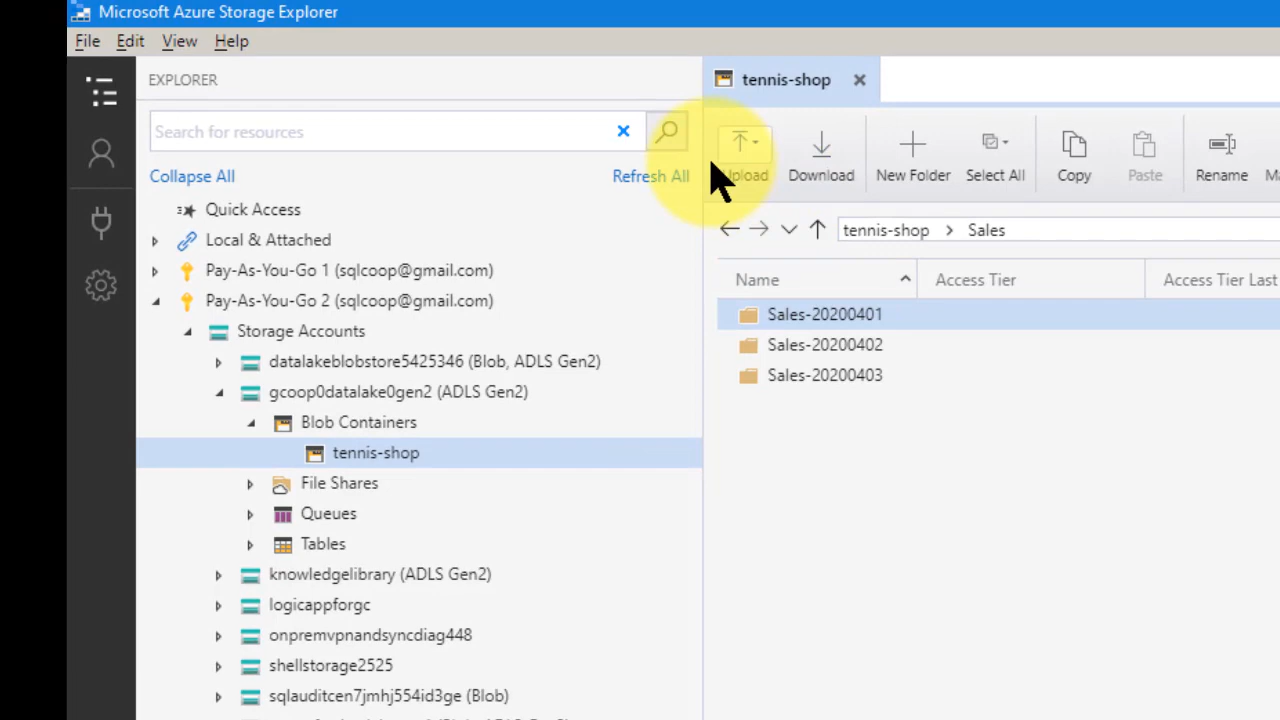 Microsoft Azure Storage Explorer
File Edit View Help
EXPLORER
Search for resources
Collapse All Refresh All
Quick Access
Local & Attached
Pay-As-You-Go 1 (sqlcoop@gmail.com)
Pay-As-You-Go 2 (sqlcoop@gmail.com)
Storage Accounts
datalakeblobstore5425346 (Blob, ADLS Gen2)
gcoop0datalake0gen2 (ADLS Gen2)
Blob Containers
tennis-shop
File Shares
Queues
Tables
knowledgelibrary (ADLS Gen2)
logicappforgc
onpremvpnandsyncdiag448
shellstorage2525
sqlauditcen7jmhj554id3ge (Blob)
tennis-shop
Upload Download New Folder Select All Copy Paste Rename
tennis-shop > Sales
Name Access Tier Access Tier Last
Sales-20200401
Sales-20200402
Sales-20200403